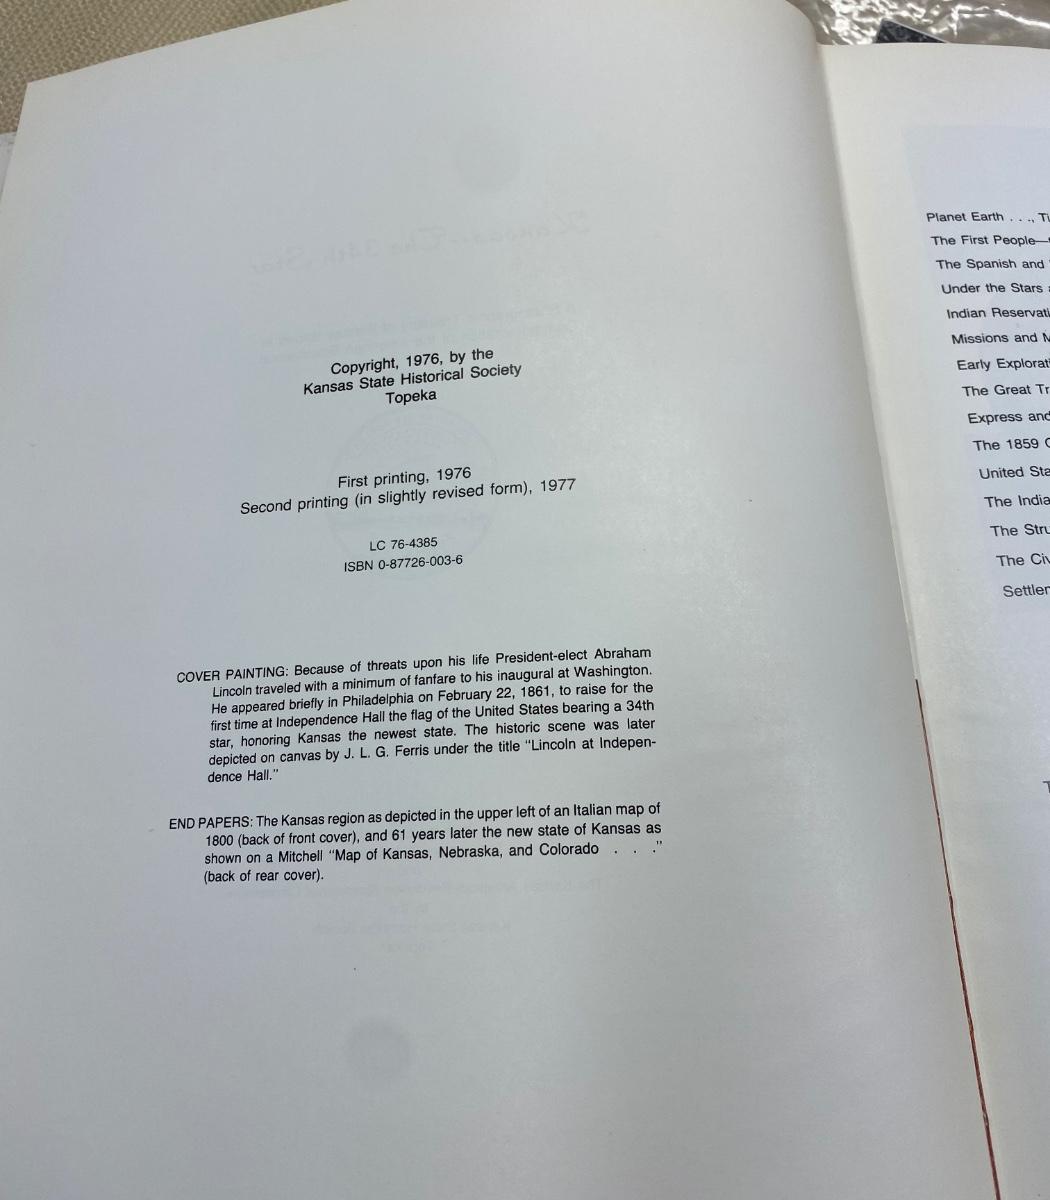 Copyright, 1976, by the
Kansas State Historical Society
Topeka
First printing, 1976
Second printing (in slightly revised form), 1977
LC 76-4385
ISBN 0-87726-003-6
COVER PAINTING: Because of threats upon his life President-elect Abraham
Lincoln traveled with a minimum of fanfare to his inaugural at Washington.
He appeared briefly in Philadelphia on February 22, 1861, to raise for the
first time at Independence Hall the flag of the United States bearing a 34th
star, honoring Kansas the newest state. The historic scene was later
depicted on canvas by J. L. G. Ferris under the title "Lincoln at Indepen-
dence Hall."
END PAPERS: The Kansas region as depicted in the upper left of an Italian map of
1800 (back of front cover), and 61 years later the new state of Kansas as
shown on a Mitchell "Map of Kansas, Nebraska, and Colorado . . ."
(back of rear cover).
Planet Earth . . .,
The First People—
The Spanish and
Under the Stars
Indian
Missions and
Early
The Great
Express and
The 1859
United
The
The
The